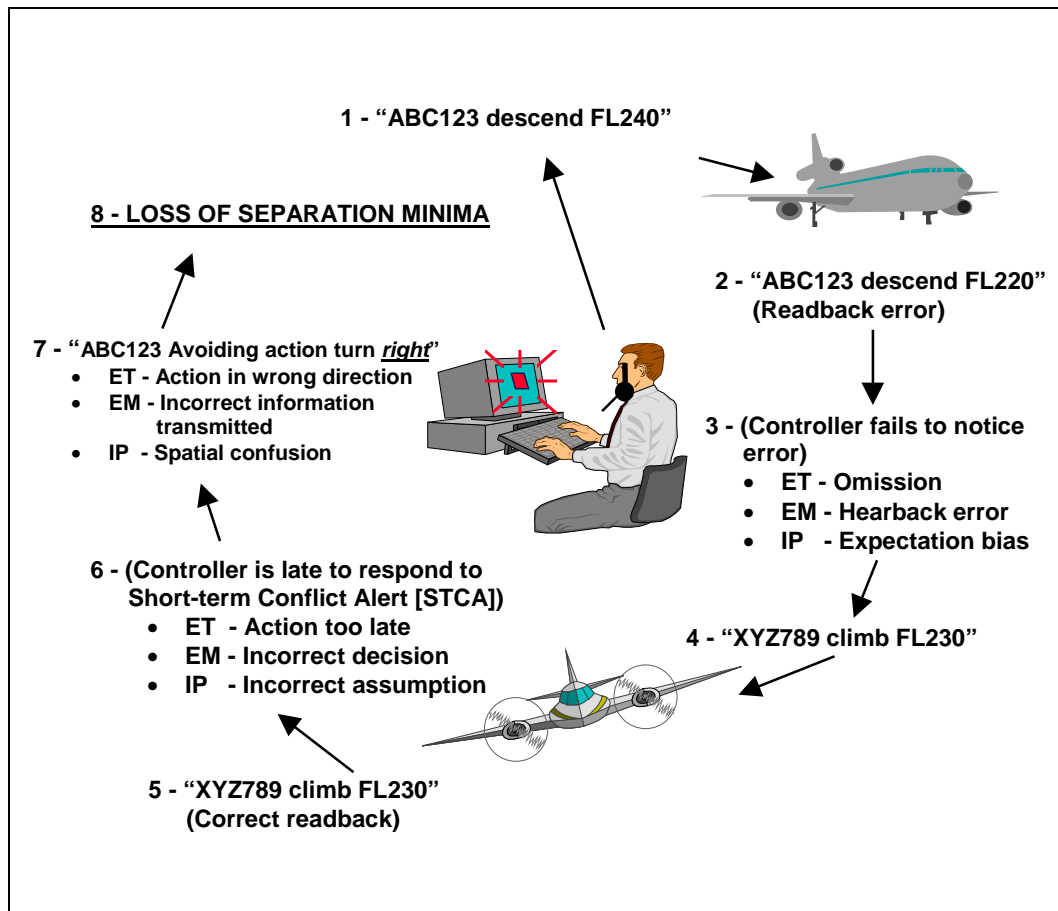 1 - “ABC123 descend FL240”
2 - “ABC123 descend FL220”
(Readback error)
3 - (Controller fails to notice
error)
• ET - Omission
• EM - Hearback error
• IP - Expectation bias
4 - “XYZ789 climb FL230”
5 - “XYZ789 climb FL230”
(Correct readback)
6 - (Controller is late to respond to
Short-term Conflict Alert [STCA])
• ET - Action too late
• EM - Incorrect decision
• IP - Incorrect assumption
7 - “ABC123 Avoiding action turn right”
• ET - Action in wrong direction
• EM - Incorrect information
transmitted
• IP - Spatial confusion
8 - LOSS OF SEPARATION MINIMA